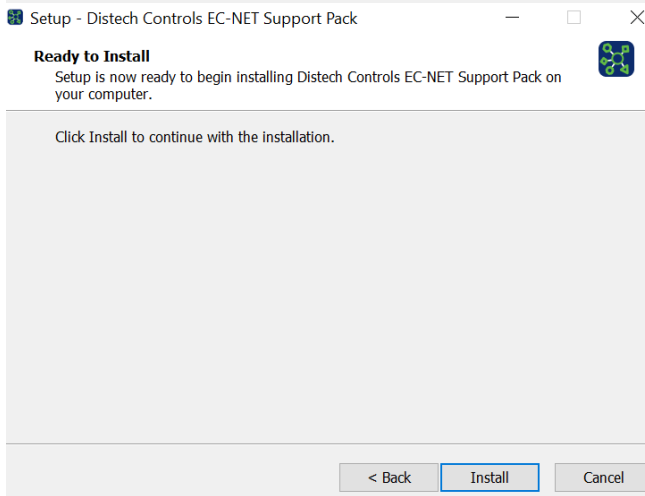 Setup - Distech Controls EC-NET Support Pack
Ready to Install
Setup is now ready to begin installing Distech Controls EC-NET Support Pack on
your computer.
Click Install to continue with the installation.
< Back
Install
Cancel